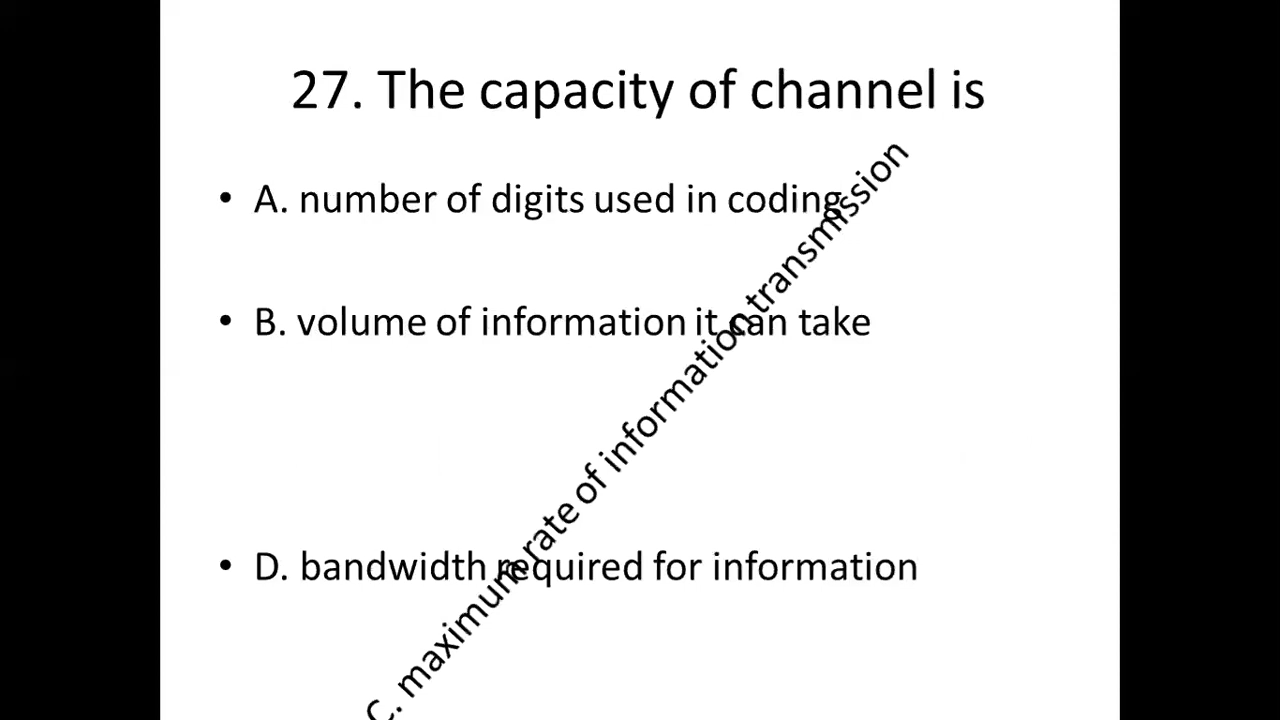 27. The capacity of channel is
• A. number of digits used in coding
• B. volume of information it can take
C. maximum rate of information transmission
• D. bandwidth required for information